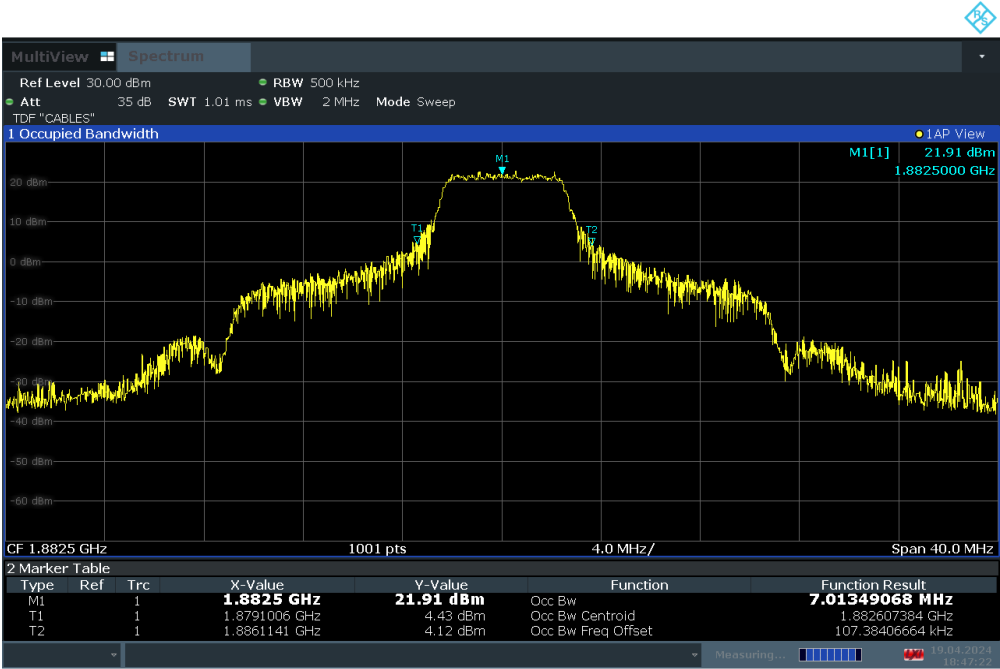 R&S
MultiView Spectrum
Ref Level 30.00 dBm RBW 500 kHz
Att 35 dB SWT 1.01 ms VBW 2 MHz Mode Sweep
TDF "CABLES"
1 Occupied Bandwidth 1AP View
M1[1] 21.91 dBm
1.8825000 GHz
M1
20 dBm
10 dBm
T1 T2
0 dBm
-10 dBm
-20 dBm
-30 dBm
-40 dBm
-50 dBm
-60 dBm
CF 1.8825 GHz 1001 pts 4.0 MHz/ Span 40.0 MHz
2 Marker Table
Type Ref Trc X-Value Y-Value Function Function Result
M1 1 1.8825 GHz 21.91 dBm Occ Bw 7.01349068 MHz
T1 1 1.8791006 GHz 4.43 dBm Occ Bw Centroid 1.882607384 GHz
T2 1 1.8861141 GHz 4.12 dBm Occ Bw Freq Offset 107.38406664 kHz
Measuring... 19.04.2024
18:47:22